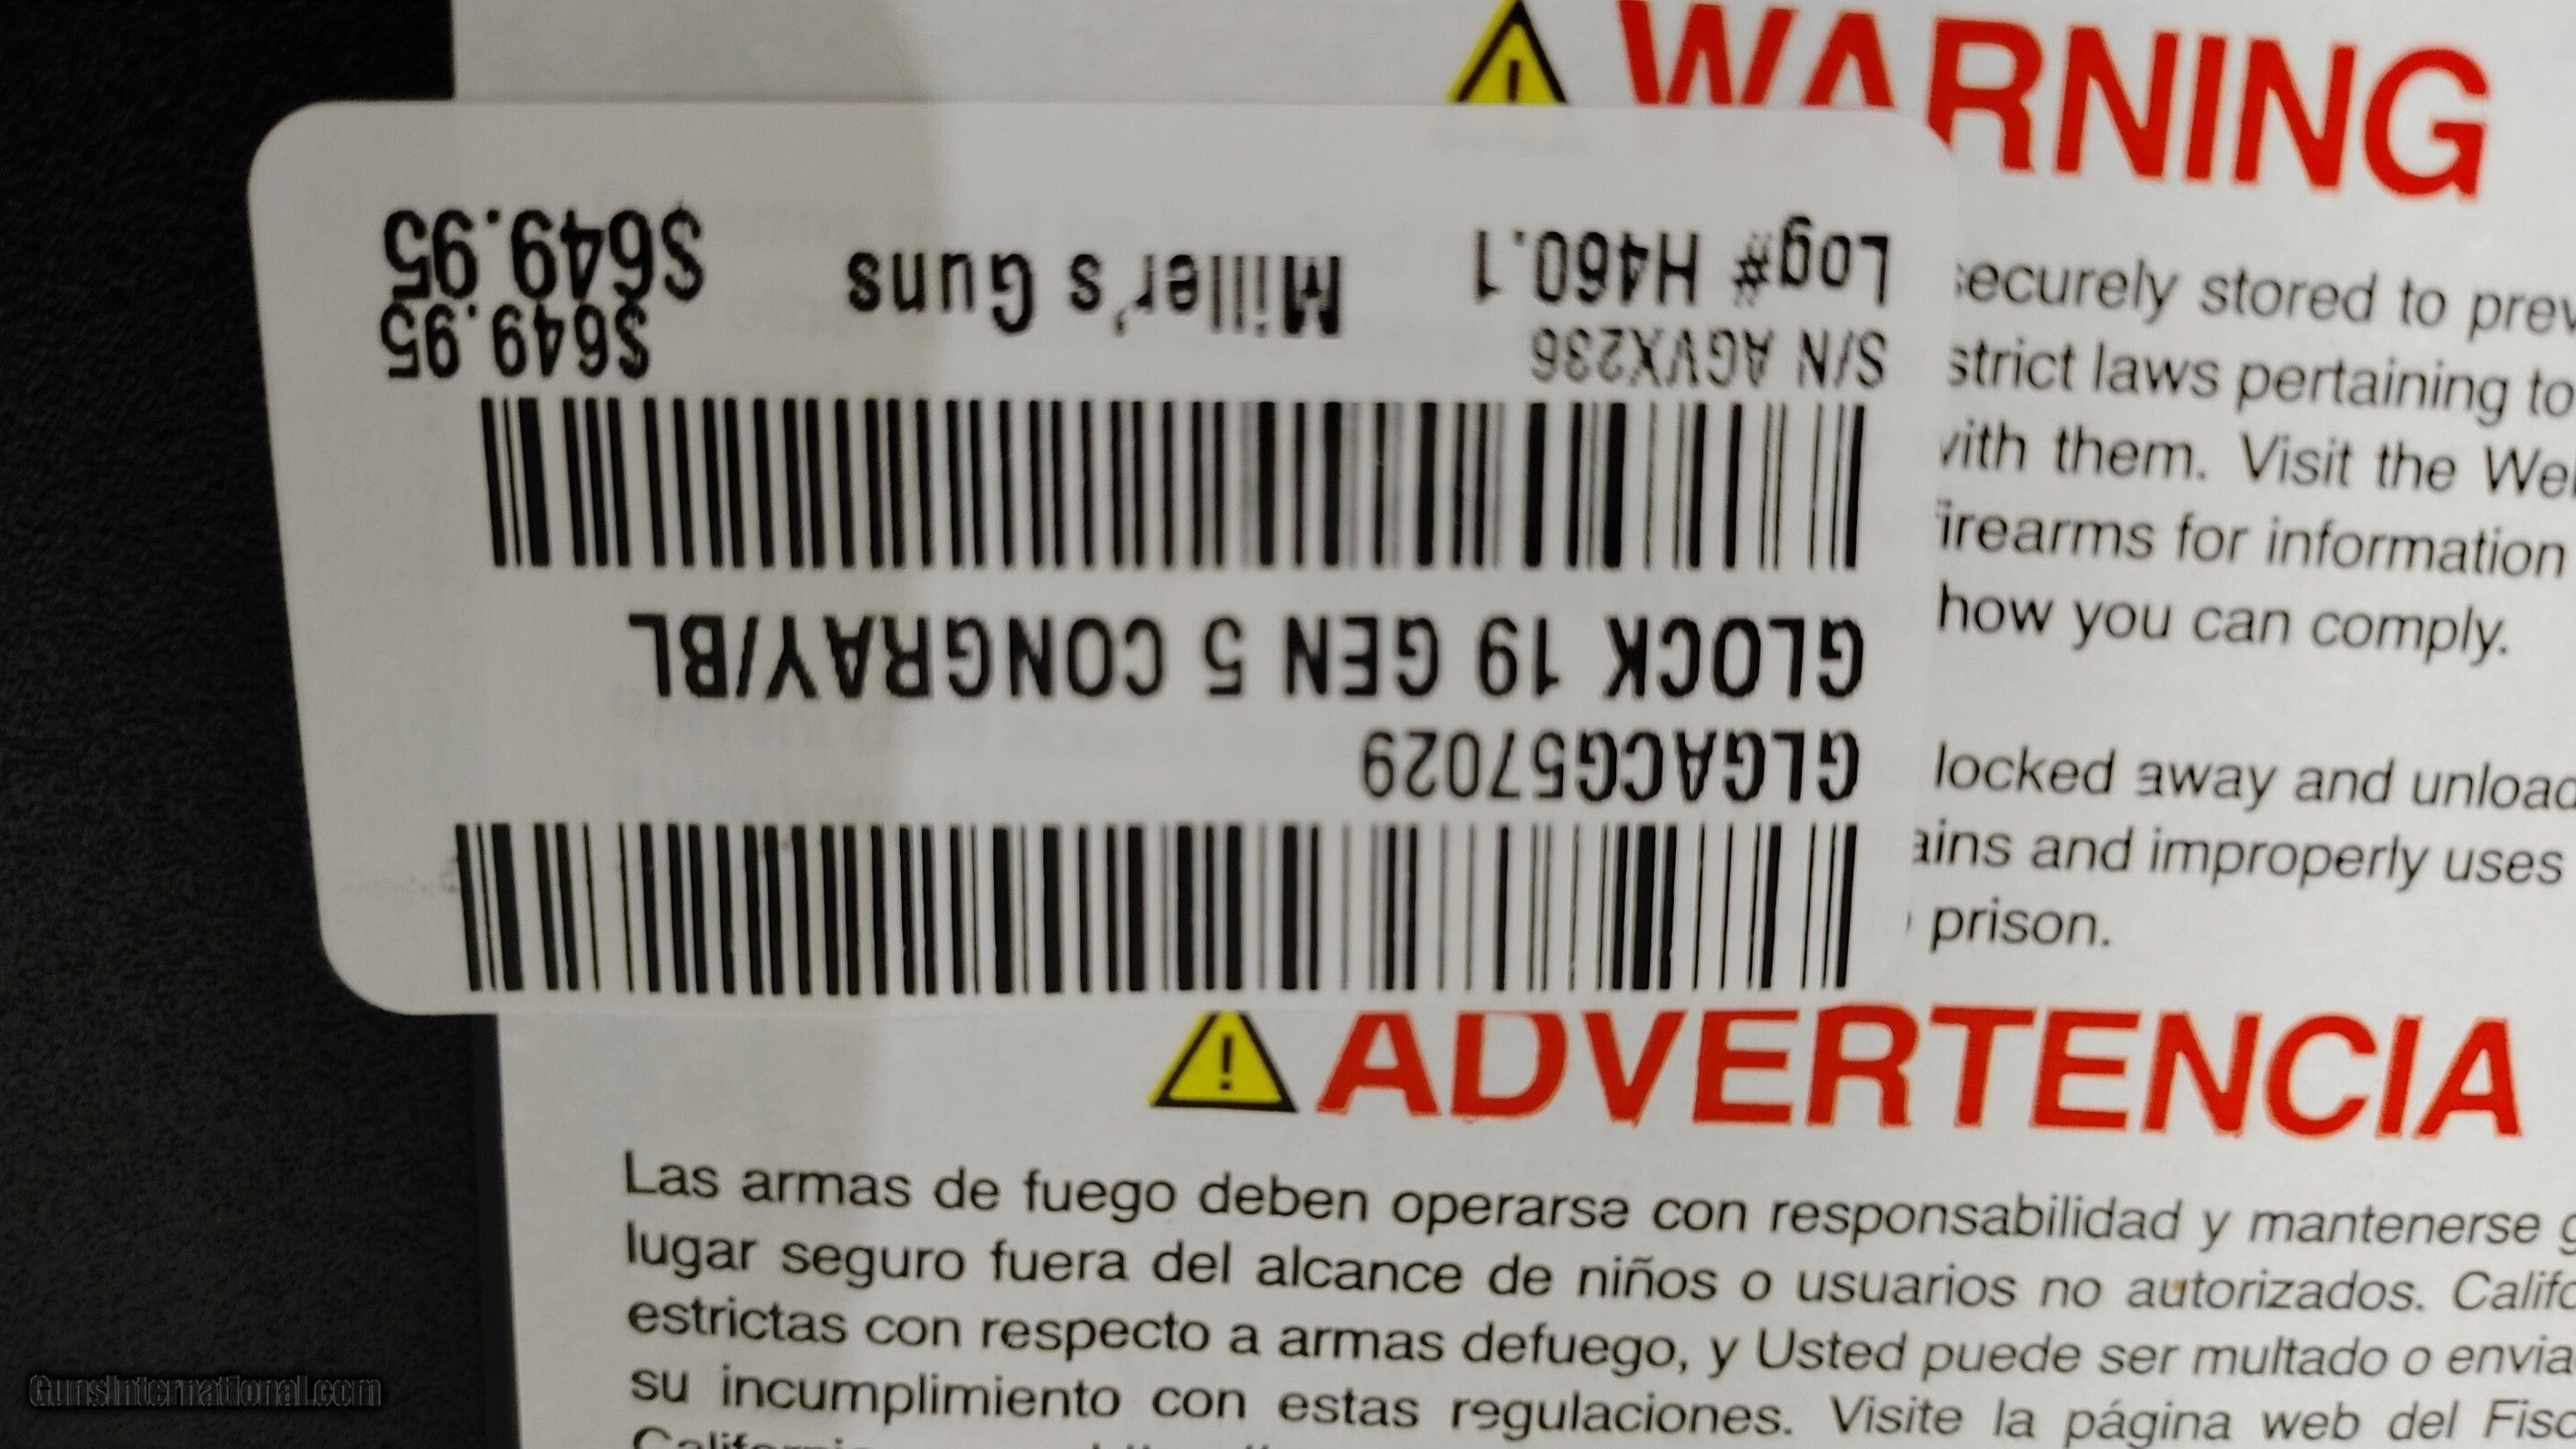 WARNING
securely stored to prev
strict laws pertaining to
with them. Visit the We
firearms for information
how you can comply.
locked away and unload
ains and improperly uses
prison.
GLGACG57029
GLOCK 19 GEN 5 CONGRAY/BL
S/N AGVX236 $649.95
Log# H460.1 Miller's Guns $649.95
ADVERTENCIA
Las armas de fuego deben operarse con responsabilidad y mantenerse
lugar seguro fuera del alcance de niños o usuarios no autorizados. Califo
estrictas con respecto a armas defuego, y Usted puede ser multado o envia
su incumplimiento con estas regulaciones. Visite la página web del Fisc
GunsInternational.com